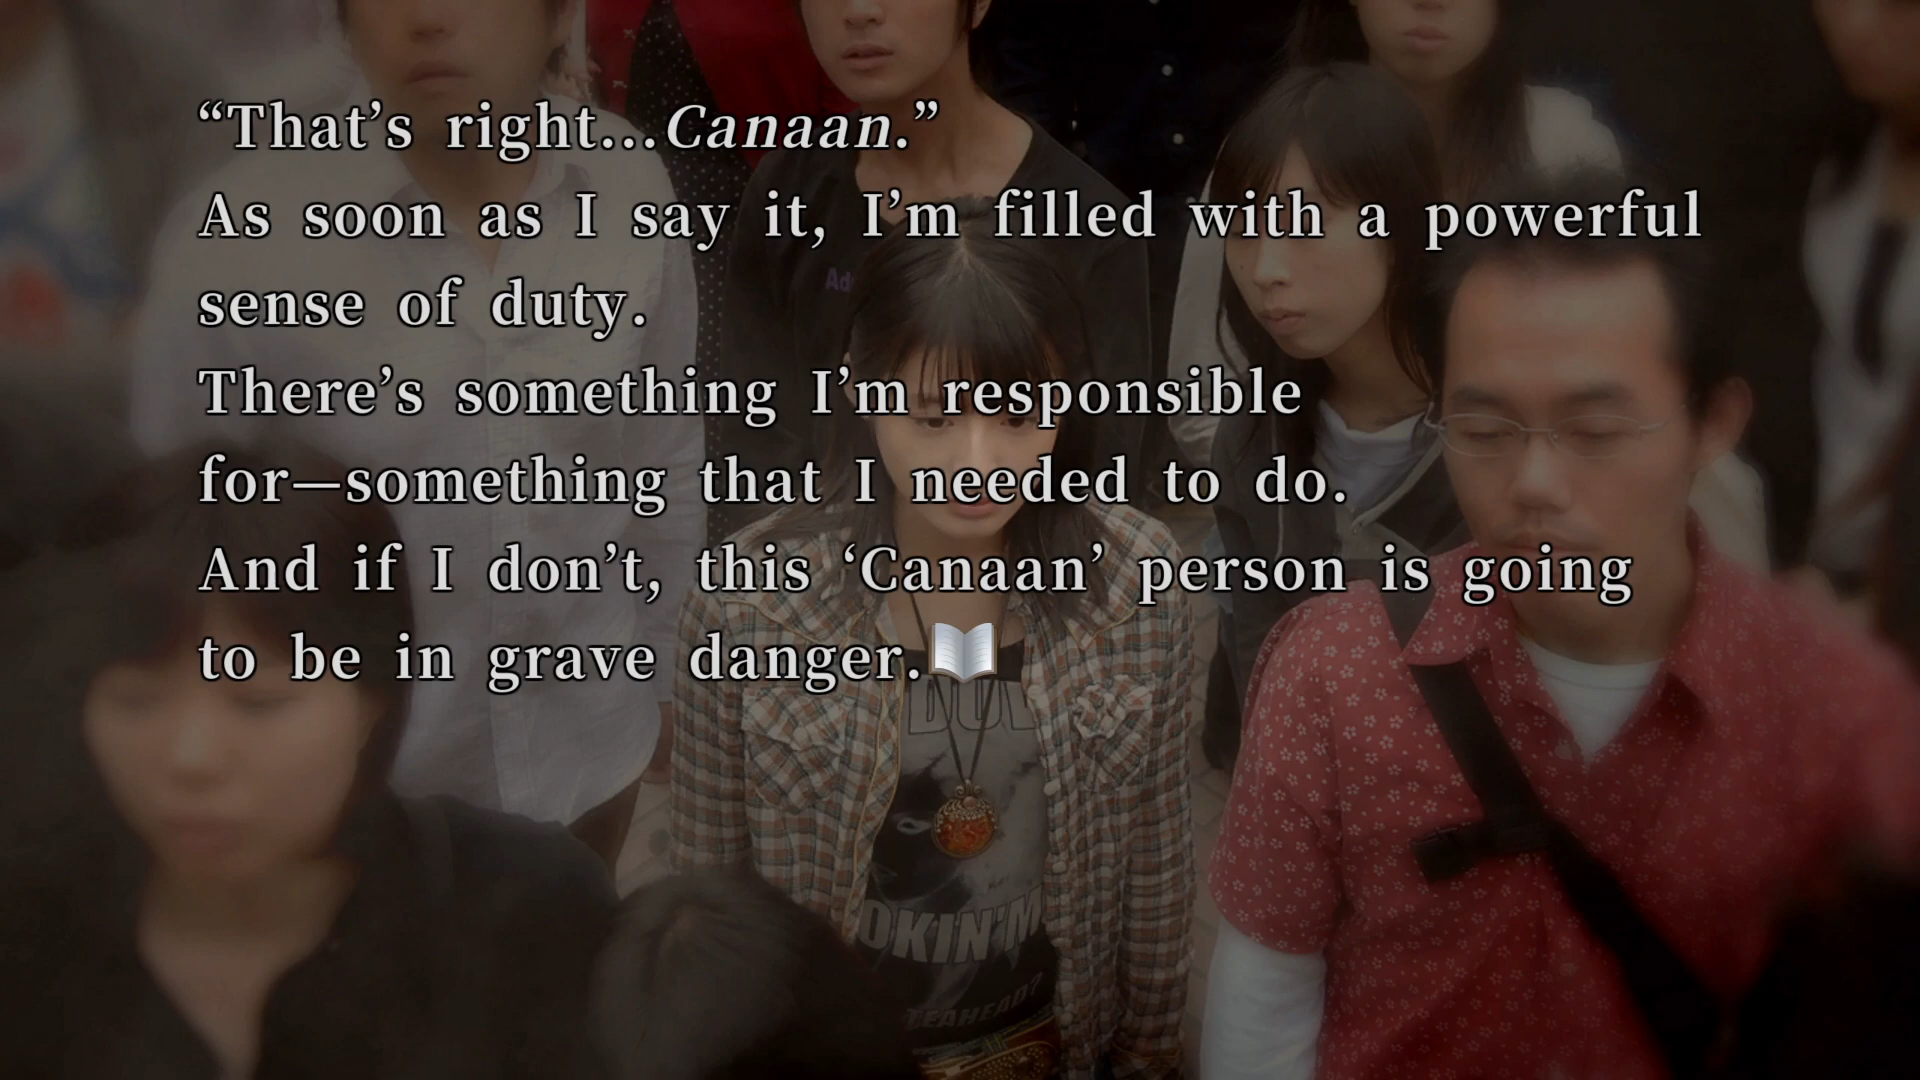 “That’s right...Canaan.”
As soon as I say it, I’m filled with a powerful
sense of duty.
There’s something I’m responsible
for—something that I needed to do.
And if I don’t, this ‘Canaan’ person is going
to be in grave danger.
OKIN'M